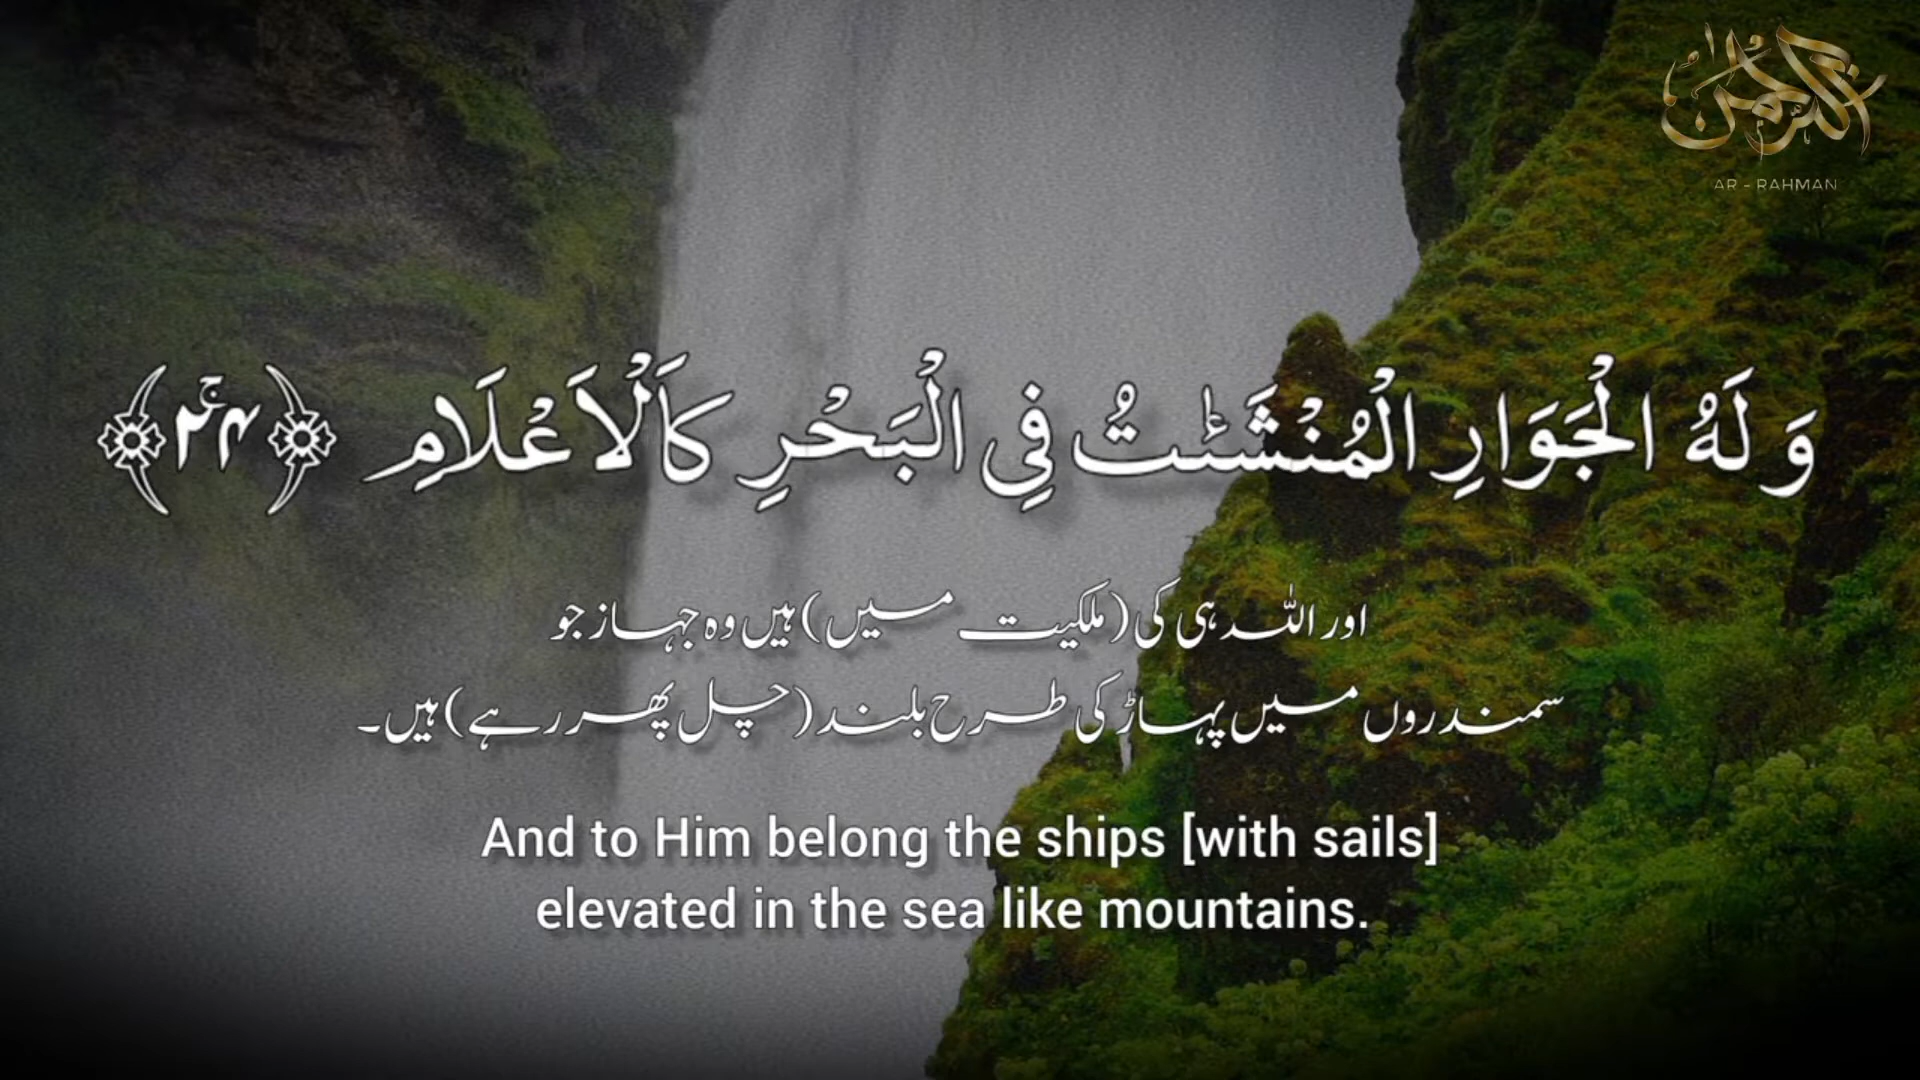 الرحمن
AR - RAHMAN
وَ لَهُ الْجَوَارِ الْمُنْشَـٰٔتُ فِی الْبَحْرِ كَالْاَعْلَامِ ﴿ۚ۲۴﴾
اور اللہ ہی کی (ملکیت میں) ہیں وہ جہاز جو
سمندروں میں پہاڑ کی طرح بلند (چل پھر رہے) ہیں۔
And to Him belong the ships [with sails]
elevated in the sea like mountains.